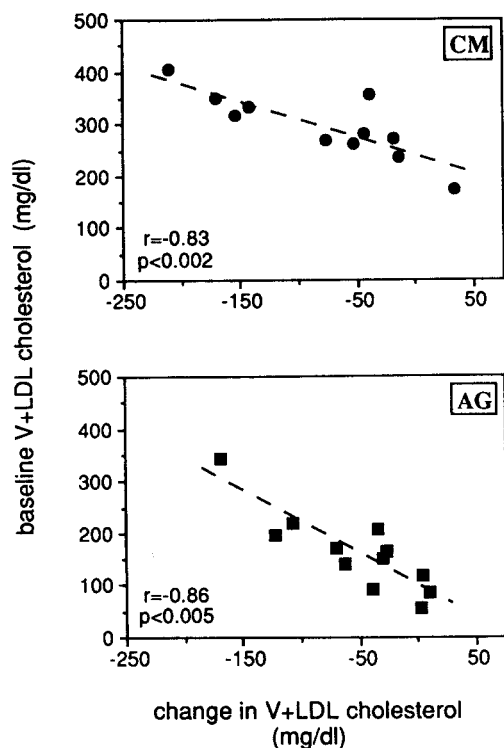 500
CM
400
300
200
100
r=-0.83
p<0.002
0
-250
-150
-50
50
baseline V+LDL cholesterol (mg/dl)
500
AG
400
300
200
100
r=-0.86
p<0.005
0
-250
-150
-50
50
change in V+LDL cholesterol
(mg/dl)